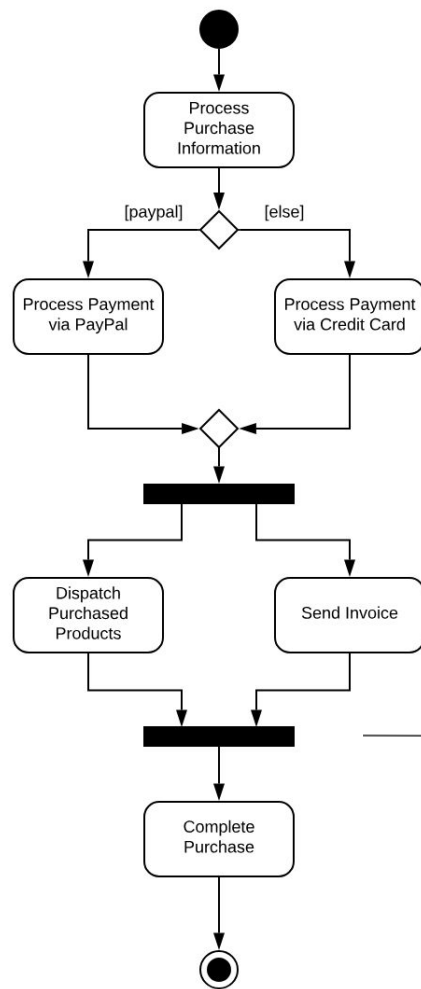 Process
Purchase
Information
[paypal]
[else]
Process Payment
via PayPal
Process Payment
via Credit Card
Dispatch
Purchased
Products
Send Invoice
Complete
Purchase